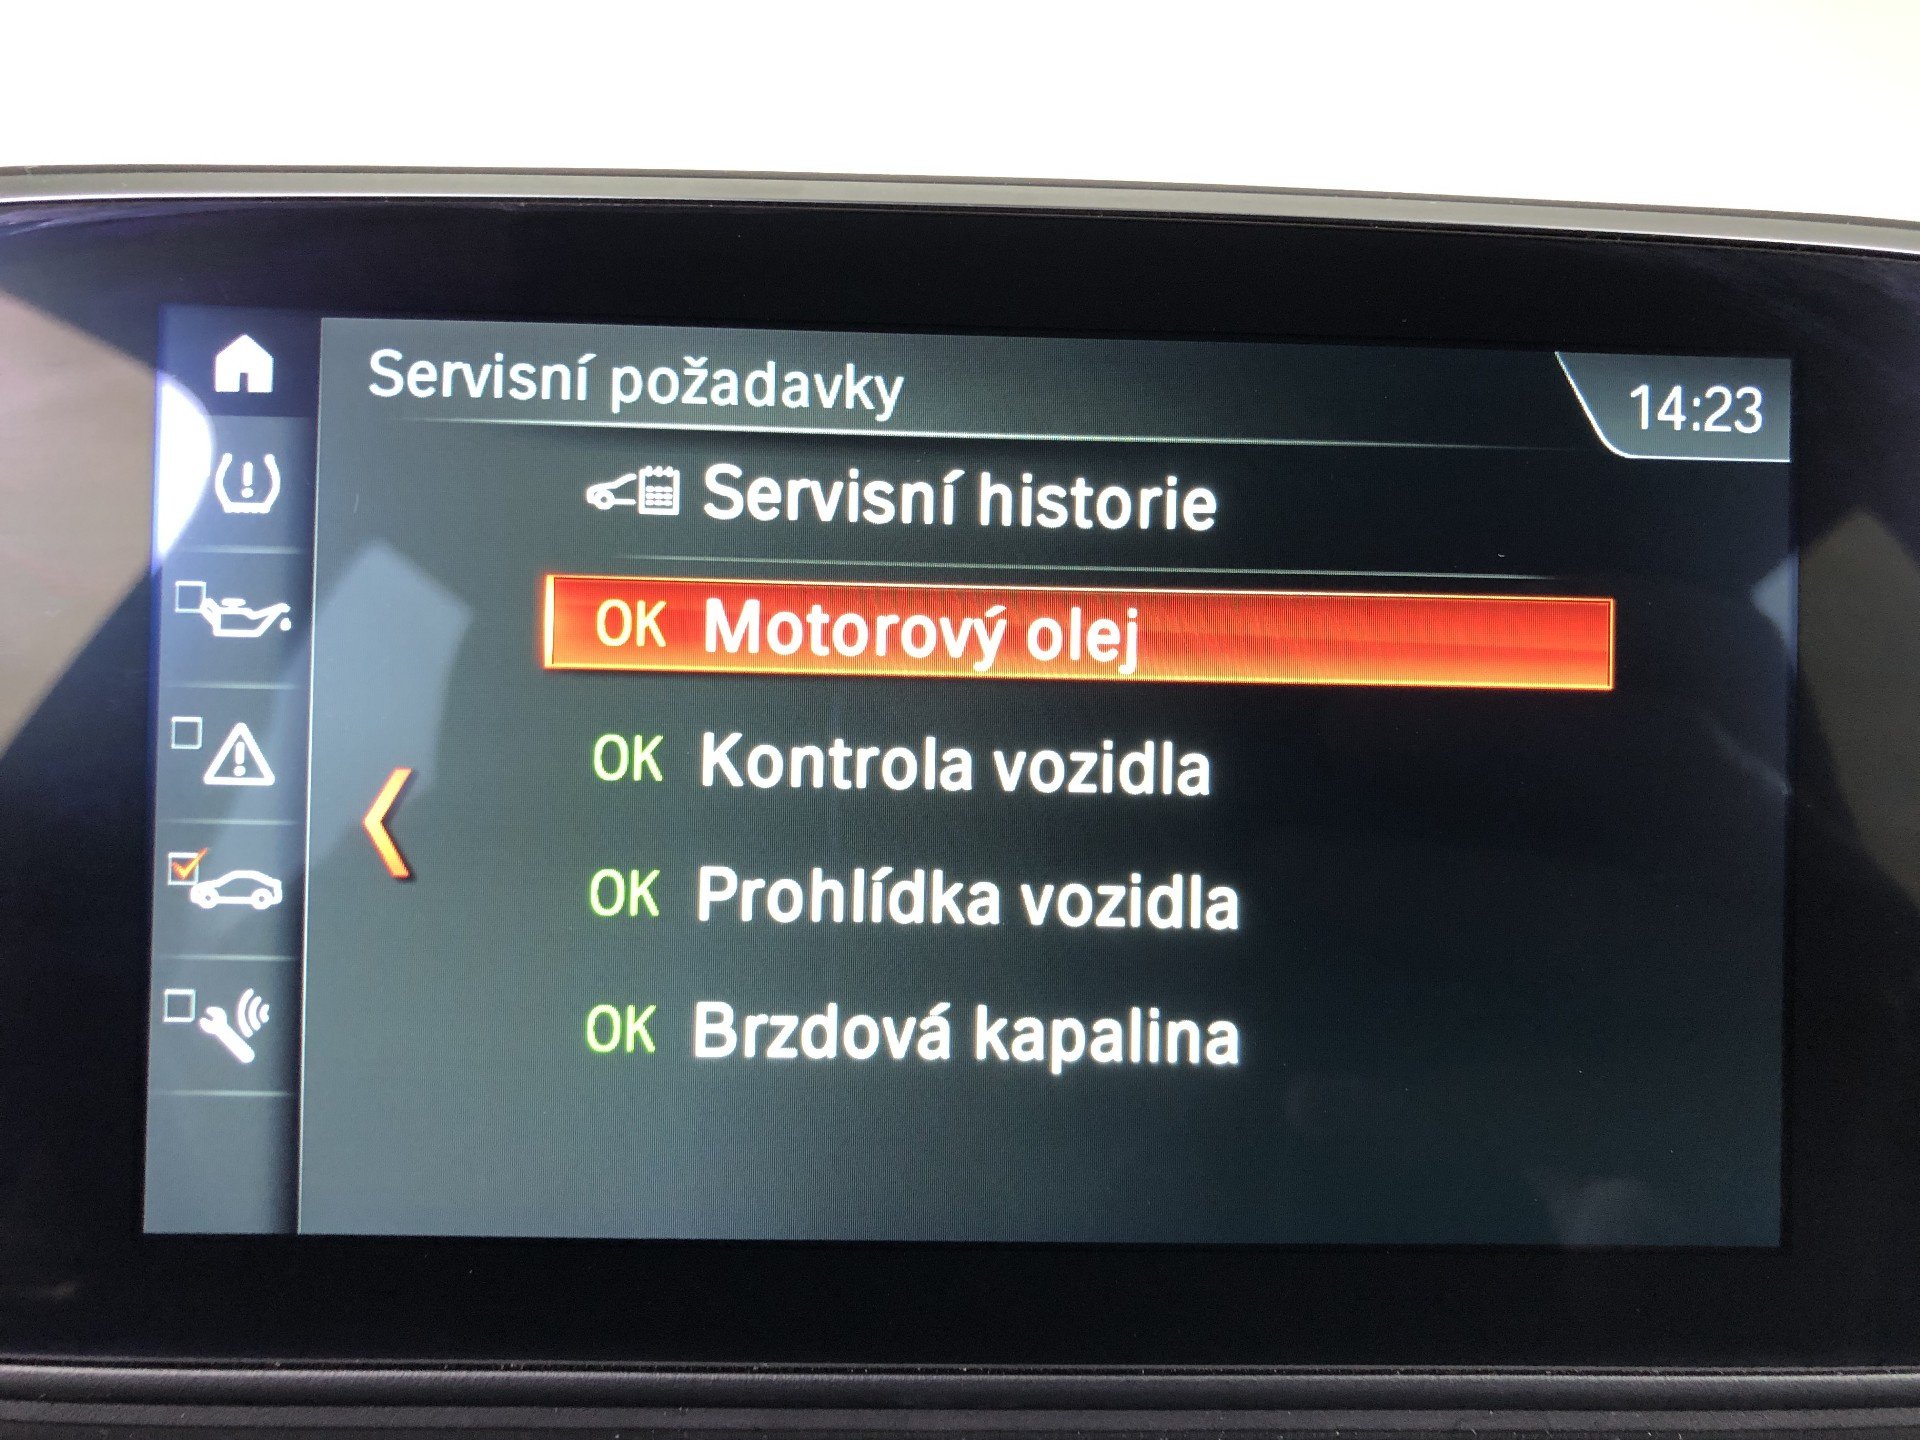 Servisní požadavky
14:23
Servisní historie
OK Motorový olej
OK Kontrola vozidla
OK Prohlídka vozidla
OK Brzdová kapalina